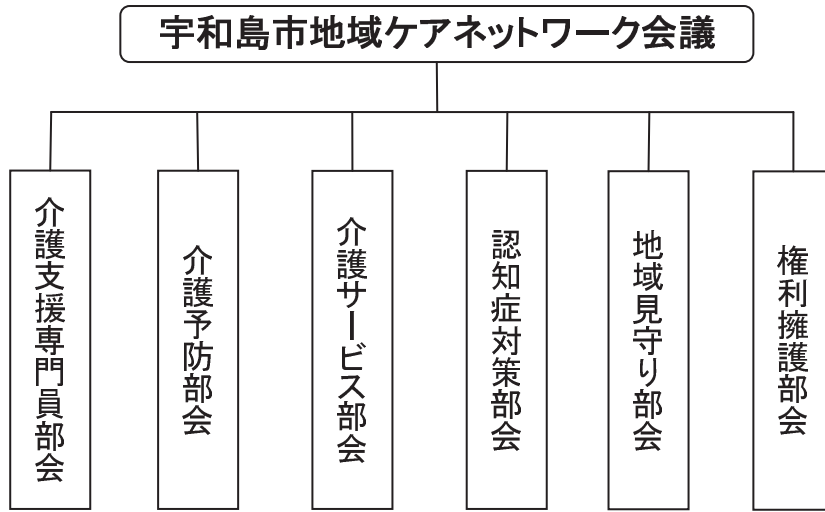 宇和島市地域ケアネットワーク会議
介護支援専門員部会
介護予防部会
介護サービス部会
認知症対策部会
地域見守り部会
権利擁護部会